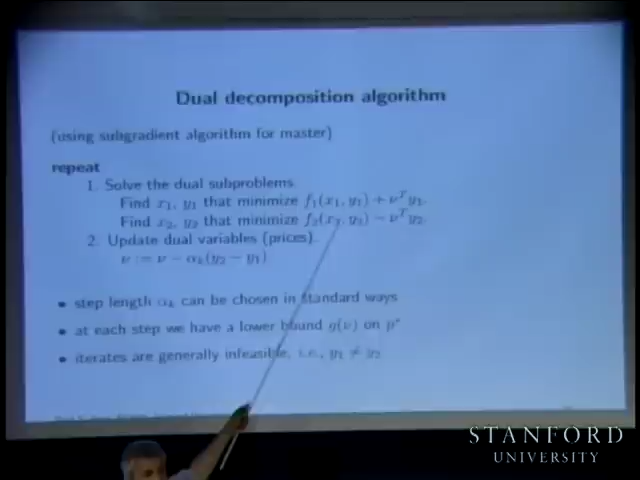 Dual decomposition algorithm
(using subgradient algorithm for master)
repeat
1. Solve the dual subproblems.
Find x₁, y₁ that minimize f₁(x₁, y₁) + νᵀy₁.
Find x₂, y₂ that minimize f₂(x₂, y₂) − νᵀy₂.
2. Update dual variables (prices).
ν := ν − αₖ(y₂ − y₁)
• step length αₖ can be chosen in standard ways
• at each step we have a lower bound g(ν) on p*
• iterates are generally infeasible, i.e., y₁ ≠ y₂
STANFORD
UNIVERSITY